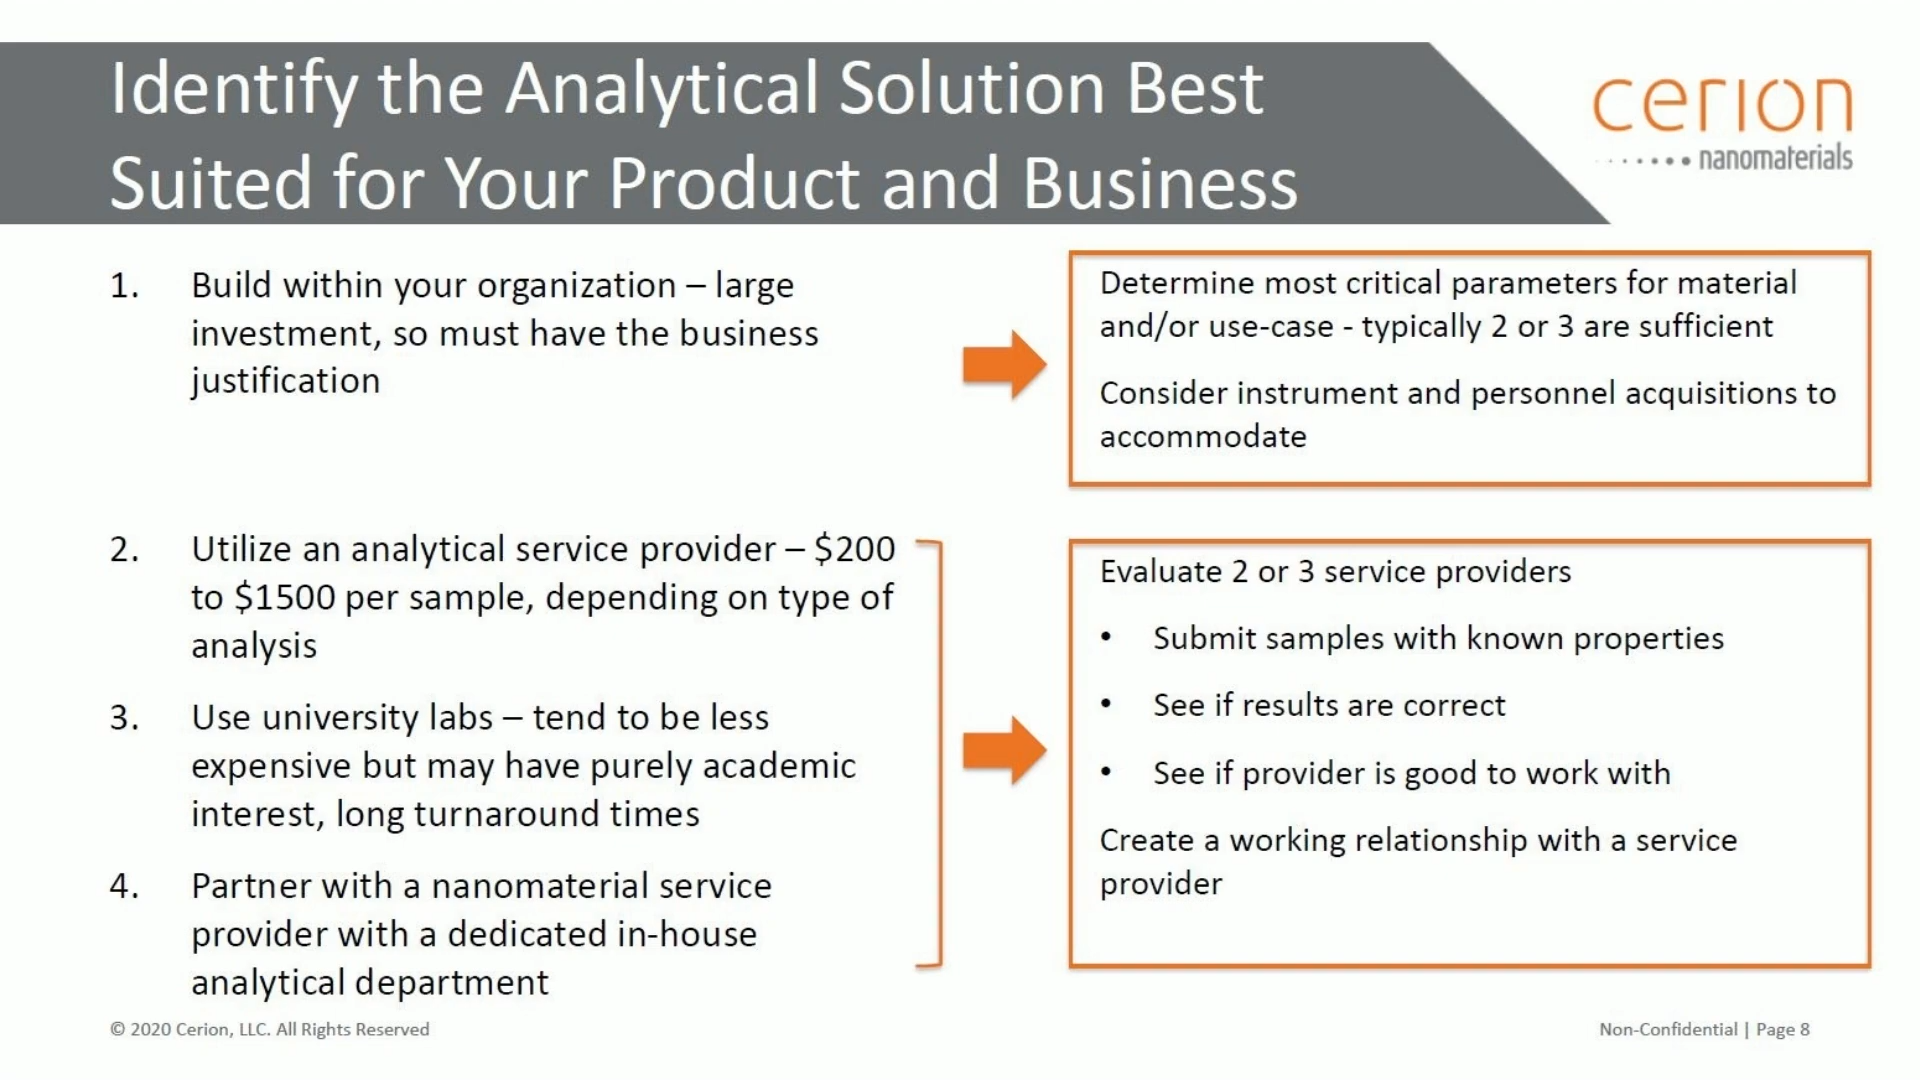 Identify the Analytical Solution Best
Suited for Your Product and Business
cerion
nanomaterials
1. Build within your organization – large
investment, so must have the business
justification
Determine most critical parameters for material
and/or use-case - typically 2 or 3 are sufficient
Consider instrument and personnel acquisitions to
accommodate
2. Utilize an analytical service provider – $200
to $1500 per sample, depending on type of
analysis
3. Use university labs – tend to be less
expensive but may have purely academic
interest, long turnaround times
4. Partner with a nanomaterial service
provider with a dedicated in-house
analytical department
Evaluate 2 or 3 service providers
• Submit samples with known properties
• See if results are correct
• See if provider is good to work with
Create a working relationship with a service
provider
© 2020 Cerion, LLC. All Rights Reserved
Non-Confidential | Page 8